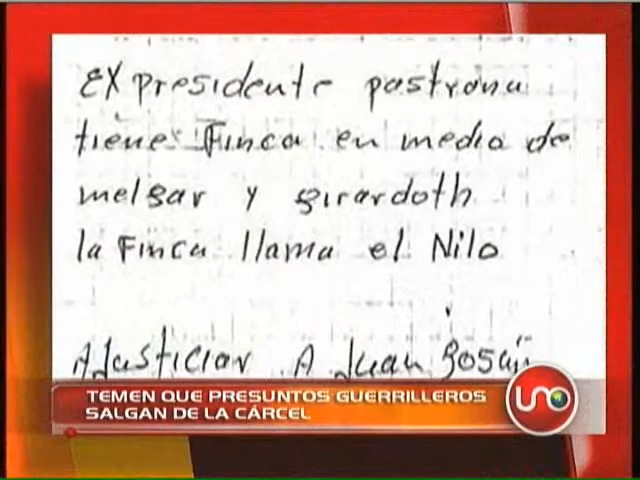 EX presidente pastrana
tiene Finca en medio de
melgar y girardoth
la Finca llama el Nilo
AJusticiar A Juan
TEMEN QUE PRESUNTOS GUERRILLEROS
SALGAN DE LA CÁRCEL
uno